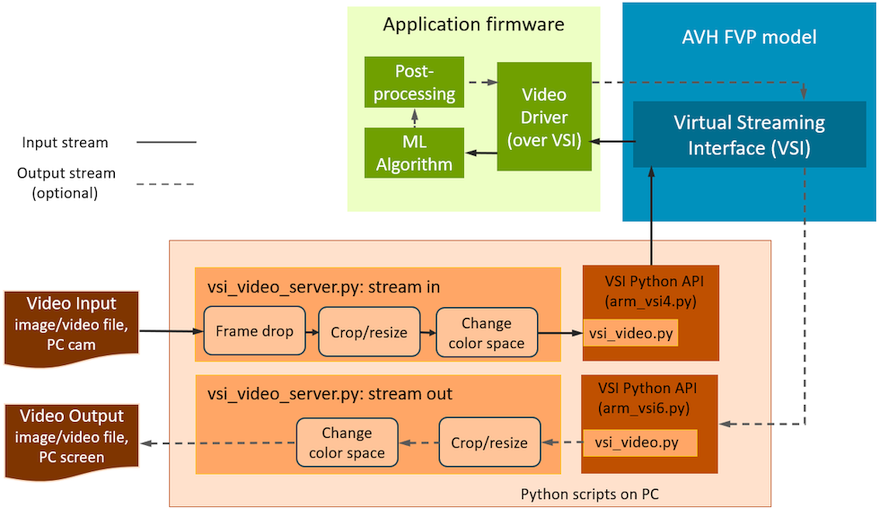 Application firmware
AVH FVP model
Post-
processing
Video
Driver
(over VSI)
ML
Algorithm
Virtual Streaming
Interface (VSI)
Input stream
Output stream
(optional)
vsi_video_server.py: stream in
VSI Python API
(arm_vsi4.py)
vsi_video.py
Video Input
image/video file,
PC cam
Frame drop
Crop/resize
Change
color space
vsi_video_server.py: stream out
VSI Python API
(arm_vsi6.py)
vsi_video.py
Video Output
image/video file,
PC screen
Change
color space
Crop/resize
Python scripts on PC